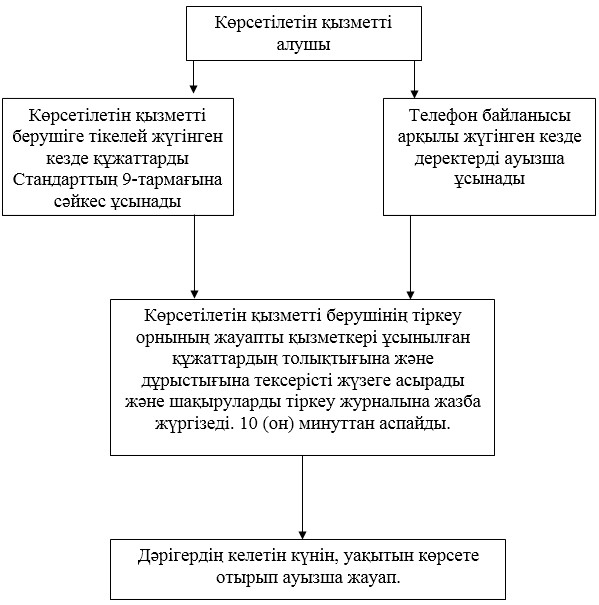 Көрсетілетін қызметті
алушы
Көрсетілетін қызметті
берушіге тікелей жүгінген
кезде құжаттарды
Стандарттың 9-тармағына
сәйкес ұсынады
Телефон байланысы
арқылы жүгінген кезде
деректерді ауызша
ұсынады
Көрсетілетін қызметті берушінің тіркеу
орнының жауапты қызметкері ұсынылған
құжаттардың толықтығына және
дұрыстығына тексерісті жүзеге асырады
және шақыруларды тіркеу журналына жазба
жүргізеді. 10 (он) минуттан аспайды.
Дәрігердің келетін күнін, уақытын көрсете
отырып ауызша жауап.